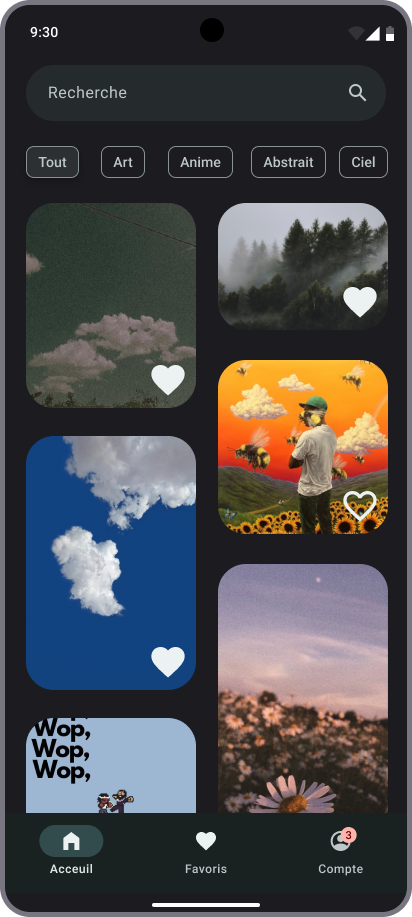 9:30
Recherche
Tout Art Anime Abstrait Ciel
Wop,
Wop,
Wop,
3
Acceuil Favoris Compte